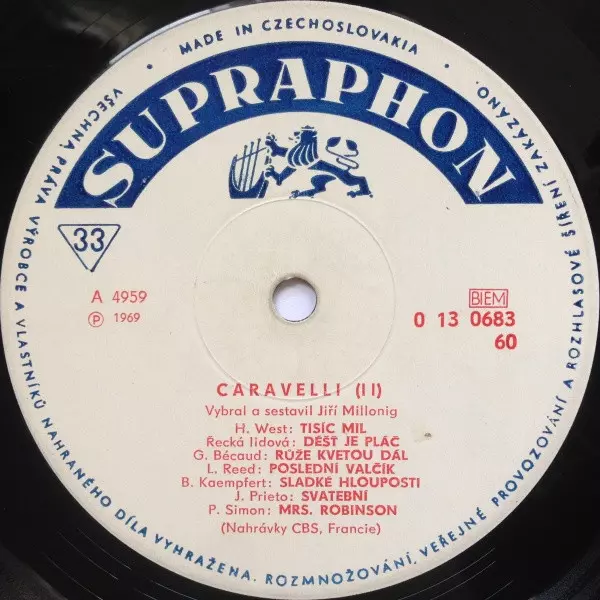 • MADE IN CZECHOSLOVAKIA •
SUPRAPHON
33
A 4959
Ⓟ 1969
BIEM
0 13 0683
60
CARAVELLI (II)
Vybral a sestavil Jiří Millonig
H. West: TISÍC MIL
Řecká lidová: DÉŠŤ JE PLÁČ
G. Bécaud: RŮŽE KVETOU DÁL
L. Reed: POSLEDNÍ VALČÍK
B. Kaempfert: SLADKÉ HLOUPOSTI
J. Prieto: SVATEBNÍ
P. Simon: MRS. ROBINSON
(Nahrávky CBS, Francie)
VŠECHNA PRÁVA VÝROBCE A VLASTNÍKŮ NAHRANÉHO DÍLA VYHRAŽENA. ROZMNOŽOVÁNÍ, VEŘEJNÉ PROVOZOVÁNÍ A ROZHLASOVÉ ŠÍŘENÍ ZAKÁZÁNO.